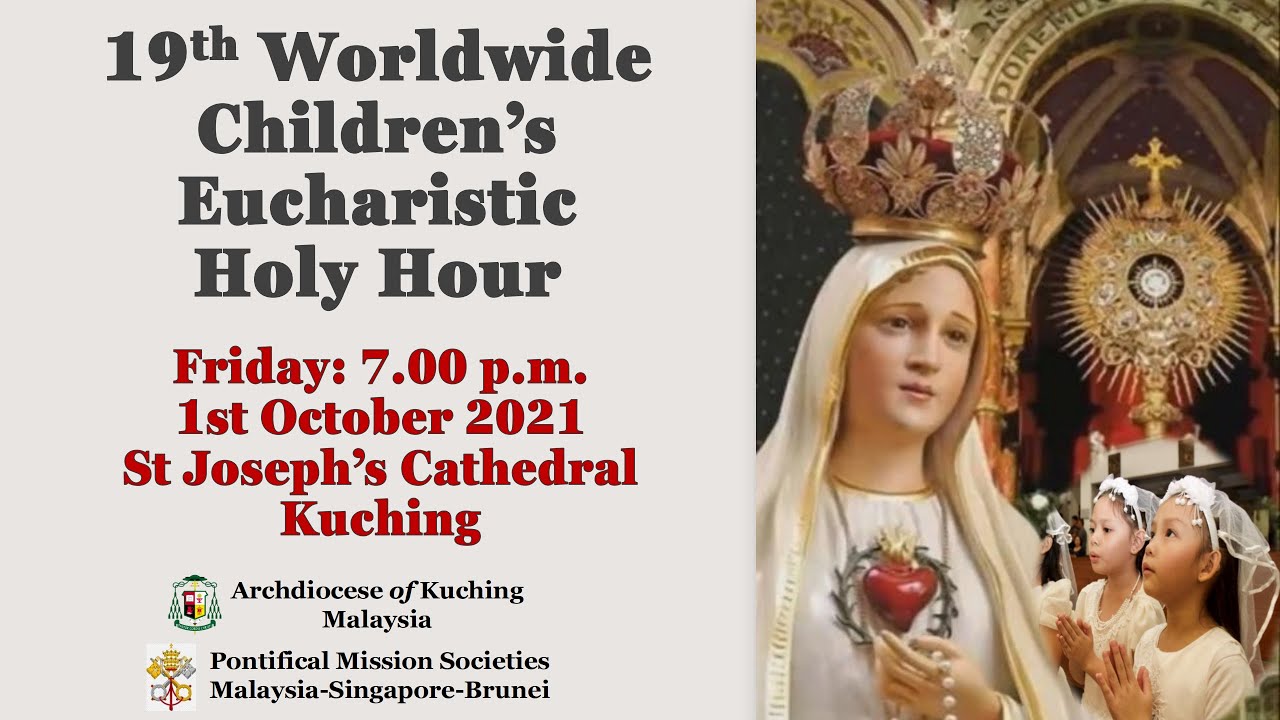 19th Worldwide
Children's
Eucharistic
Holy Hour
Friday: 7.00 p.m.
1st October 2021
St Joseph's Cathedral
Kuching
Archdiocese of Kuching
Malaysia
Pontifical Mission Societies
Malaysia-Singapore-Brunei